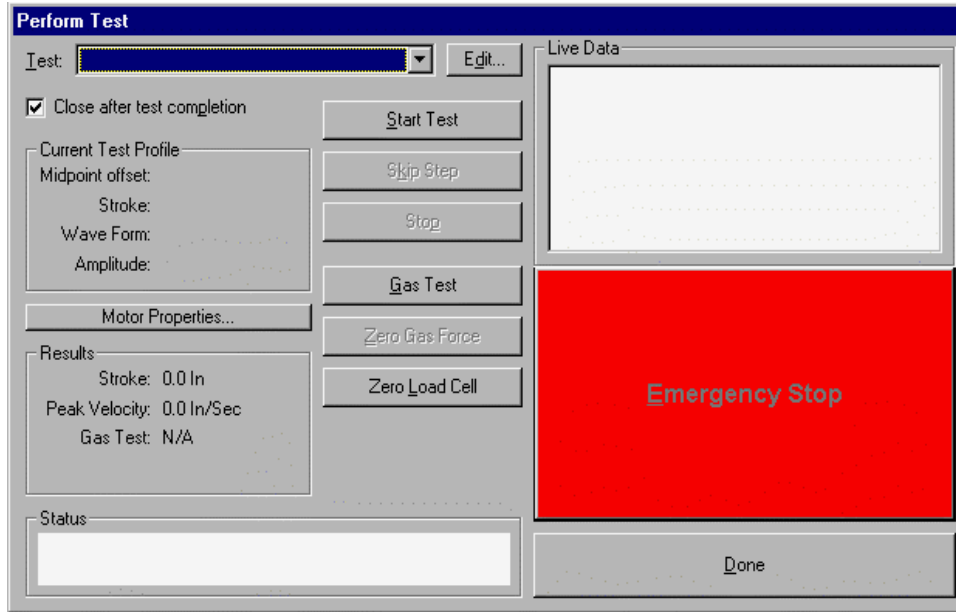 Perform Test
Test:
Edit...
Close after test completion
Current Test Profile
Midpoint offset:
Stroke:
Wave Form:
Amplitude:
Motor Properties...
Results
Stroke: 0.0 In
Peak Velocity: 0.0 In/Sec
Gas Test: N/A
Start Test
Skip Step
Stop
Gas Test
Zero Gas Force
Zero Load Cell
Status
Live Data
Emergency Stop
Done